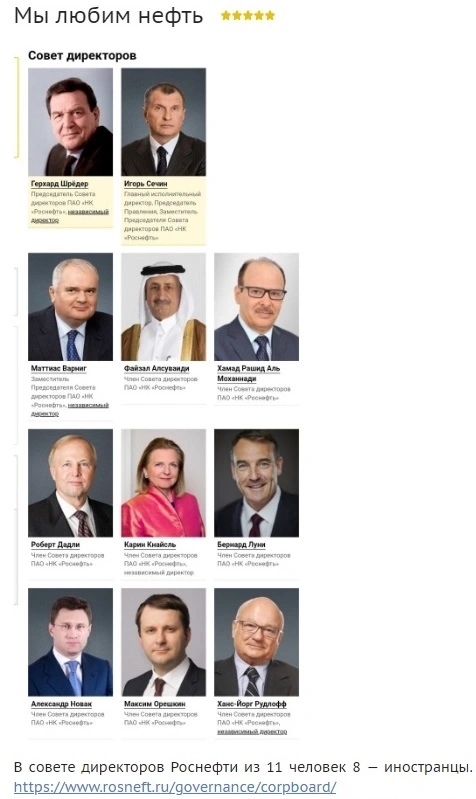 Мы любим нефть
Совет директоров
Герхард Шрёдер
Председатель Совета
директоров ПАО «НК
«Роснефть», независимый
директор
Игорь Сечин
Главный исполнительный
директор, Председатель
Правления, Заместитель
Председателя Совета
директоров ПАО «НК
«Роснефть»
Маттиас Варниг
Заместитель
Председателя Совета
директоров ПАО «НК
«Роснефть», независимый
директор
Файзал Алсуваиди
Член Совета директоров
ПАО «НК «Роснефть»
Хамад Рашид Аль
Моханнади
Член Совета директоров
ПАО «НК «Роснефть»
Роберт Дадли
Член Совета директоров
ПАО «НК «Роснефть»
Карин Кнайсль
Член Совета директоров
ПАО «НК «Роснефть»,
независимый директор
Бернард Луни
Член Совета директоров
ПАО «НК «Роснефть»
Александр Новак
Член Совета директоров
ПАО «НК «Роснефть»
Максим Орешкин
Член Совета директоров
ПАО «НК «Роснефть»
Ханс-Йорг Рудлофф
Член Совета директоров
ПАО «НК «Роснефть»,
независимый директор
В совете директоров Роснефти из 11 человек 8 — иностранцы.
https://www.rosneft.ru/governance/corpboard/